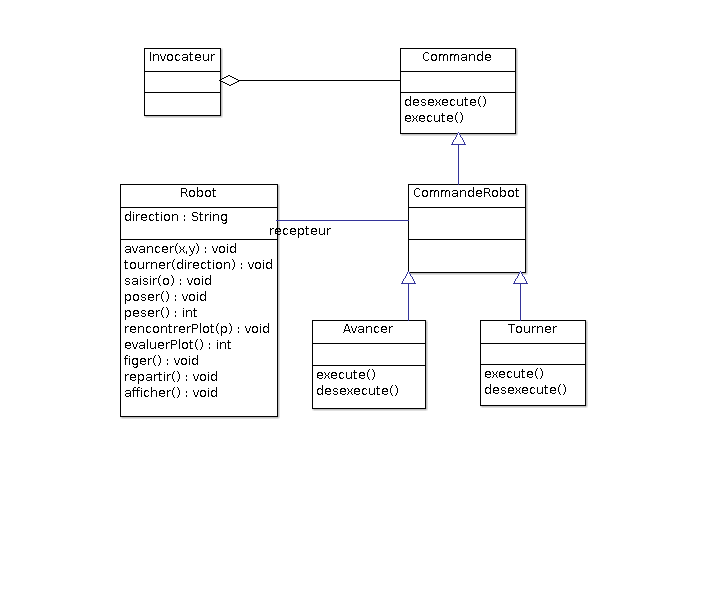 Invocateur
Commande
desexecute()
execute()
Robot
direction : String
avancer(x,y) : void
tourner(direction) : void
saisir(o) : void
poser() : void
peser() : int
rencontrerPlot(p) : void
evaluerPlot() : int
figer() : void
repartir() : void
afficher() : void
recepteur
CommandeRobot
Avancer
execute()
desexecute()
Tourner
execute()
desexecute()